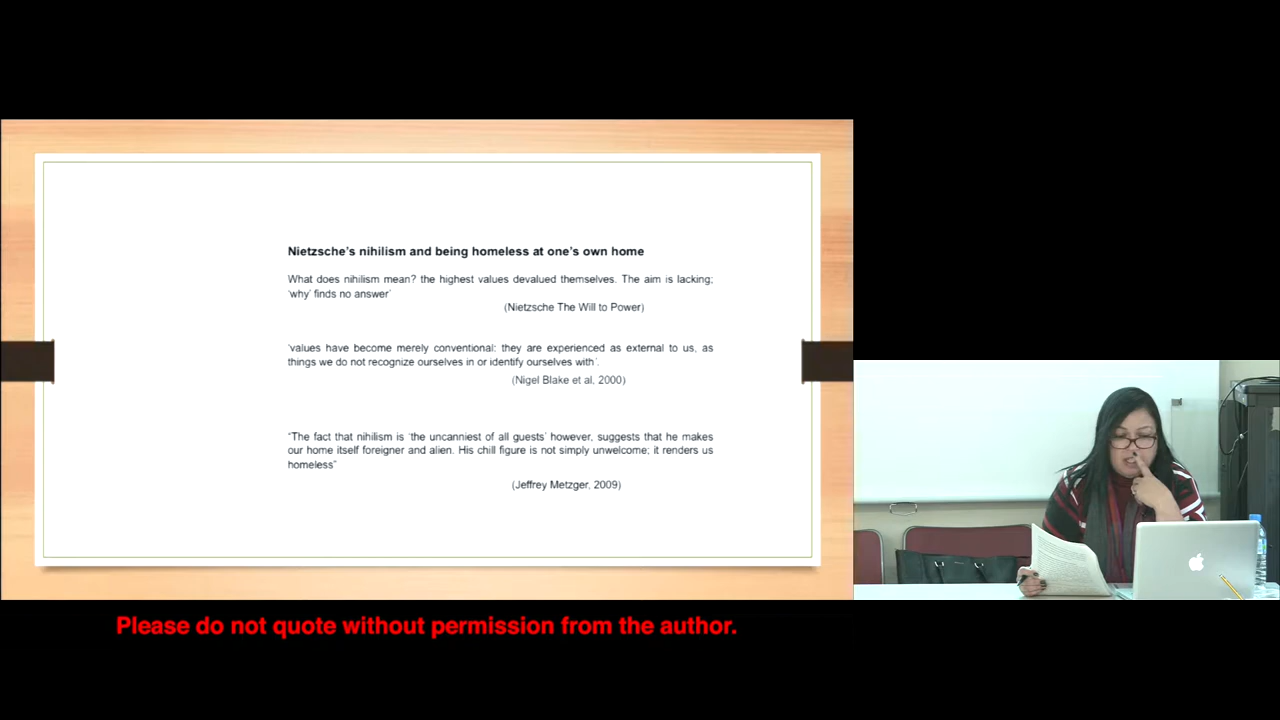 Nietzsche's nihilism and being homeless at one's own home
What does nihilism mean? the highest values devalued themselves. The aim is lacking;
'why' finds no answer'
(Nietzsche The Will to Power)
'values have become merely conventional: they are experienced as external to us, as
things we do not recognize ourselves in or identify ourselves with'.
(Nigel Blake et al, 2000)
"The fact that nihilism is 'the uncanniest of all guests' however, suggests that he makes
our home itself foreigner and alien. His chill figure is not simply unwelcome; it renders us
homeless"
(Jeffrey Metzger, 2009)
Please do not quote without permission from the author.